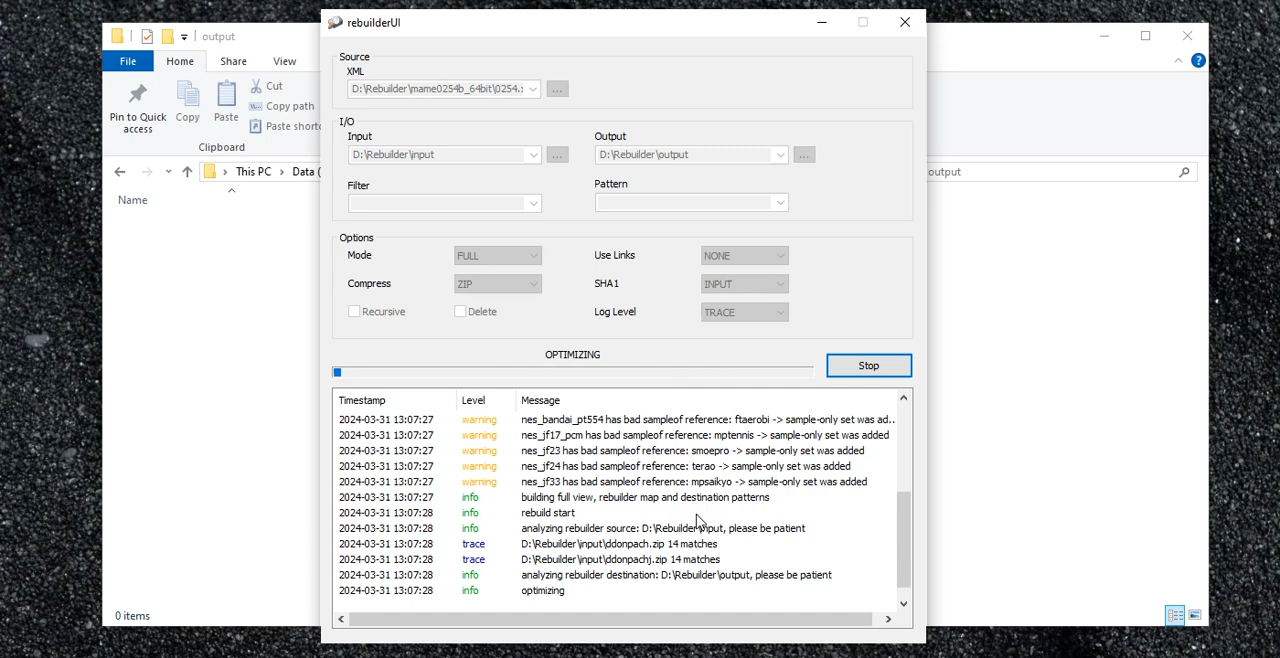 output
File
Home
Share
View
Pin to Quick
access
Copy
Paste
Cut
Copy path
Paste shortc
Clipboard
This PC
Data (
output
Name
0 items
rebuilderUI
Source
XML
D:\Rebuilder\mame0254b_64bit\0254.x
...
I/O
Input
Output
D:\Rebuilder\input
...
D:\Rebuilder\output
...
Filter
Pattern
Options
Mode
FULL
Use Links
NONE
Compress
ZIP
SHA1
INPUT
Recursive
Delete
Log Level
TRACE
OPTIMIZING
Stop
Timestamp Level Message
2024-03-31 13:07:27 warning nes_bandai_pt554 has bad sampleof reference: ftaerobi -> sample-only set was ad...
2024-03-31 13:07:27 warning nes_jf17_pcm has bad sampleof reference: mptennis -> sample-only set was added
2024-03-31 13:07:27 warning nes_jf23 has bad sampleof reference: smoepro -> sample-only set was added
2024-03-31 13:07:27 warning nes_jf24 has bad sampleof reference: terao -> sample-only set was added
2024-03-31 13:07:27 warning nes_jf33 has bad sampleof reference: mpsaikyo -> sample-only set was added
2024-03-31 13:07:27 info building full view, rebuilder map and destination patterns
2024-03-31 13:07:28 info rebuild start
2024-03-31 13:07:28 info analyzing rebuilder source: D:\Rebuilder\input, please be patient
2024-03-31 13:07:28 trace D:\Rebuilder\input\ddonpach.zip 14 matches
2024-03-31 13:07:28 trace D:\Rebuilder\input\ddonpachj.zip 14 matches
2024-03-31 13:07:28 info analyzing rebuilder destination: D:\Rebuilder\output, please be patient
2024-03-31 13:07:28 info optimizing